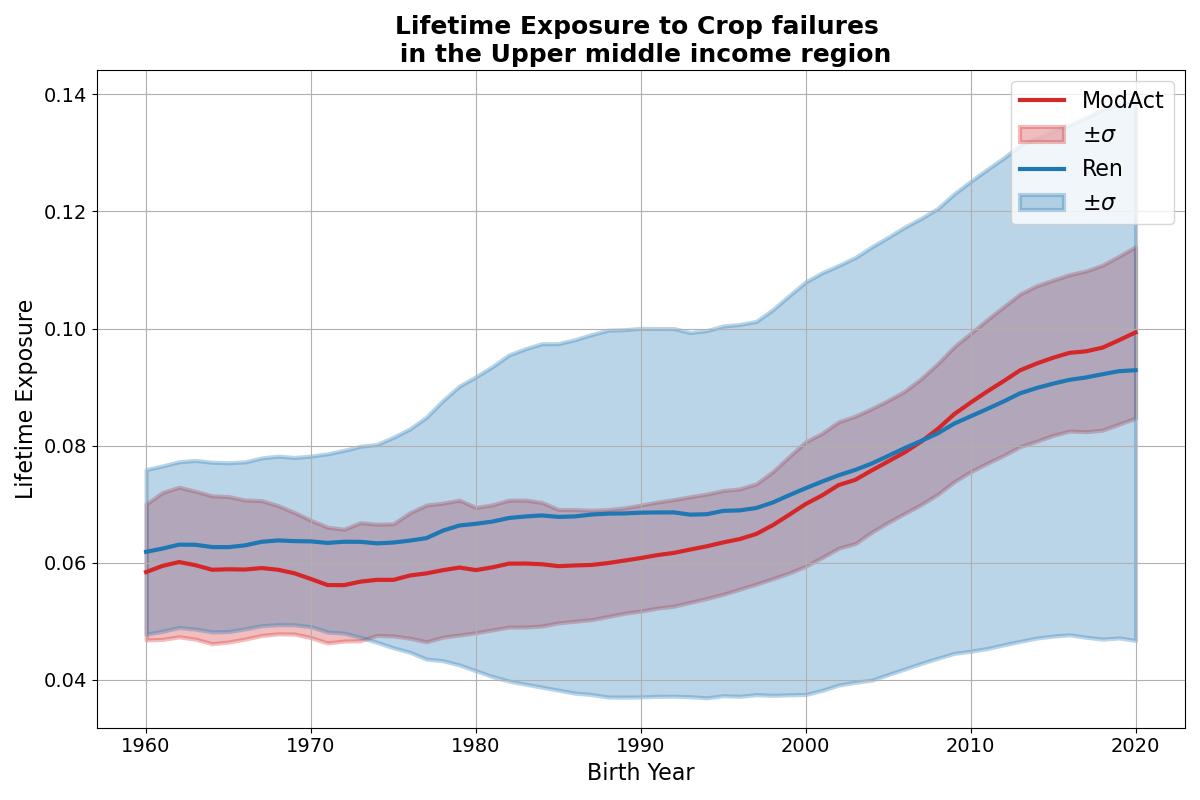 Lifetime Exposure to Crop failures
in the Upper middle income region
Lifetime Exposure
0.14
0.12
0.10
0.08
0.06
0.04
1960 1970 1980 1990 2000 2010 2020
Birth Year
ModAct
±σ
Ren
±σ